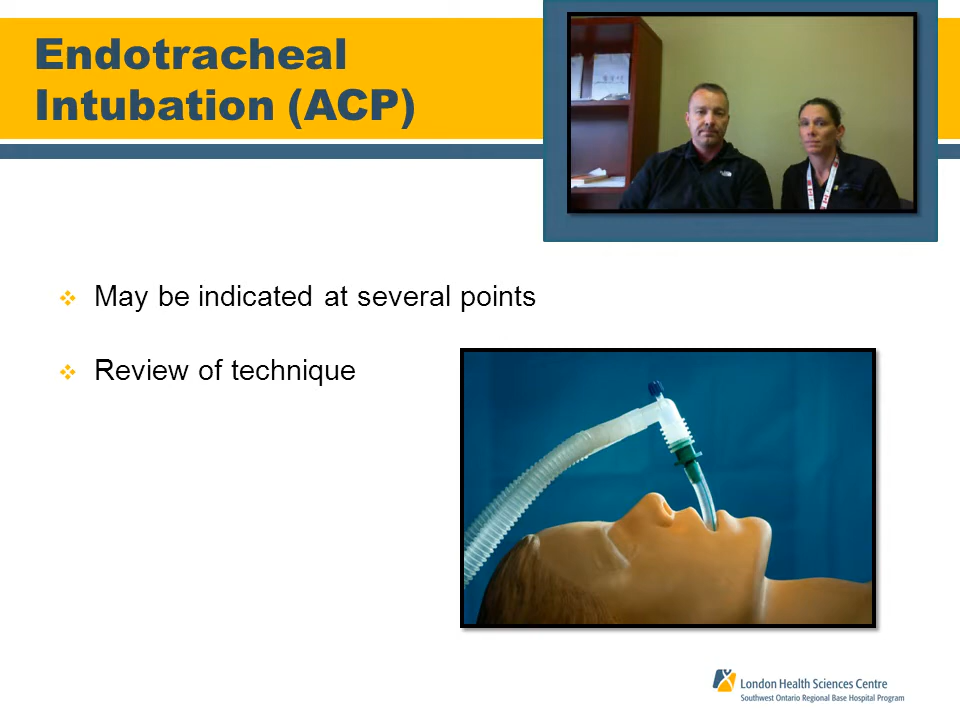 Endotracheal
Intubation (ACP)
May be indicated at several points
Review of technique
London Health Sciences Centre
Southwest Ontario Regional Base Hospital Program